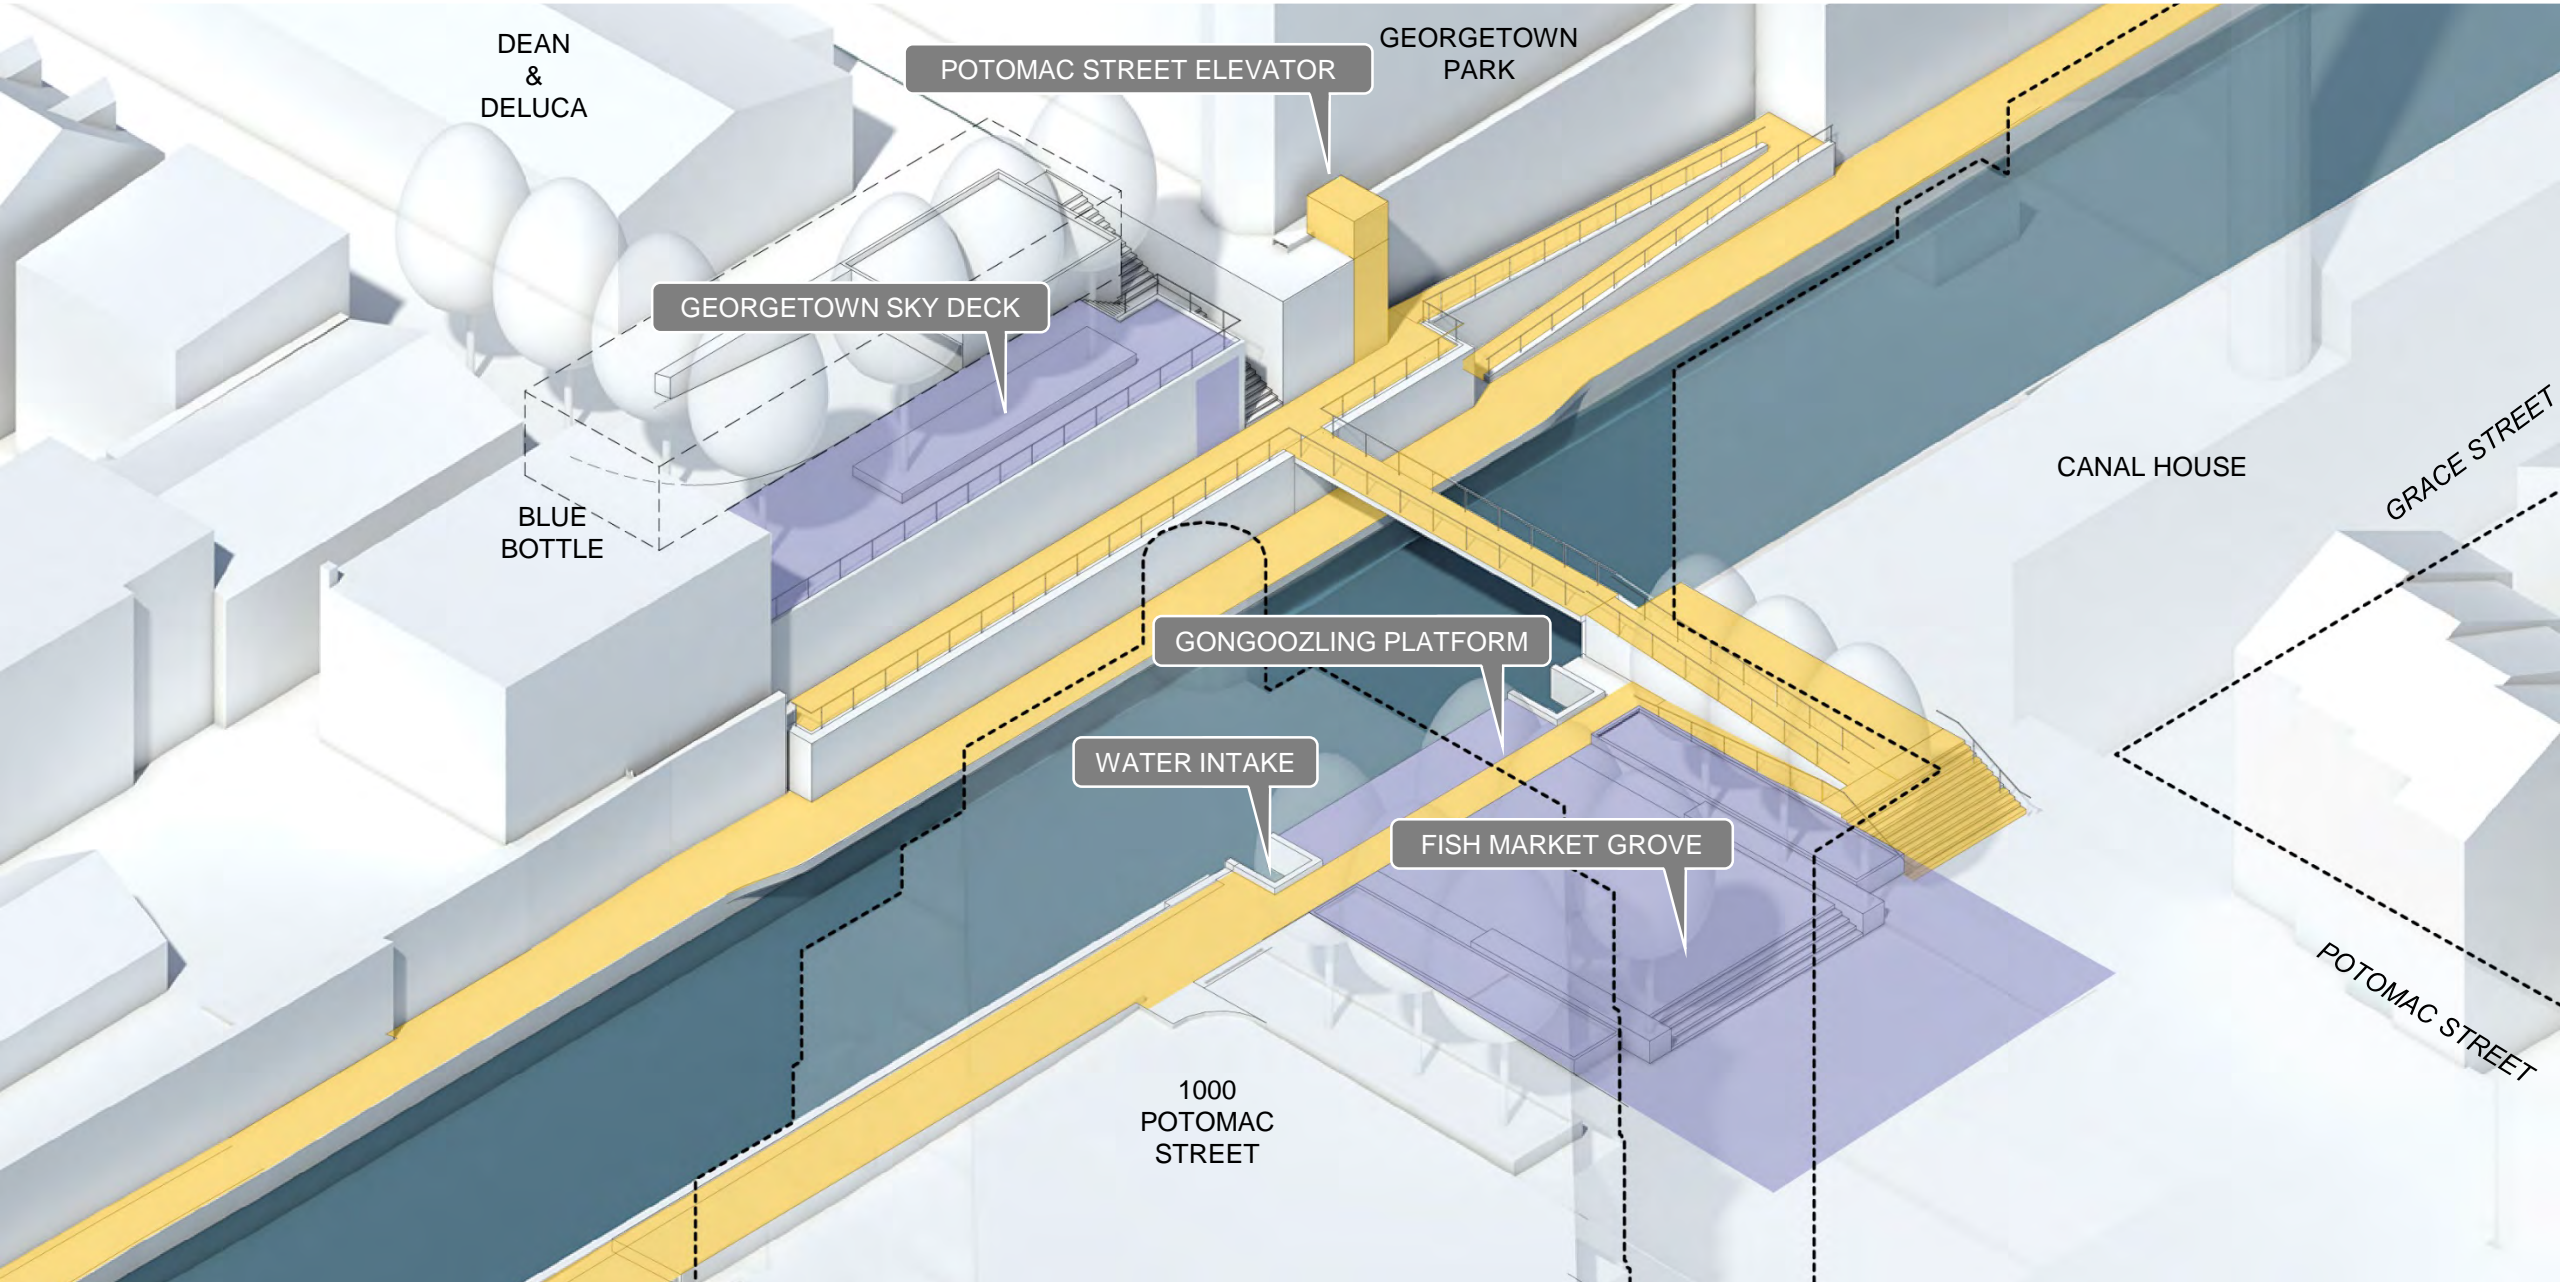 DEAN
&
DELUCA
POTOMAC STREET ELEVATOR
GEORGETOWN
PARK
GEORGETOWN SKY DECK
GRACE STREET
CANAL HOUSE
BLUE
BOTTLE
GONGOOZLING PLATFORM
WATER INTAKE
FISH MARKET GROVE
POTOMAC STREET
1000
POTOMAC
STREET